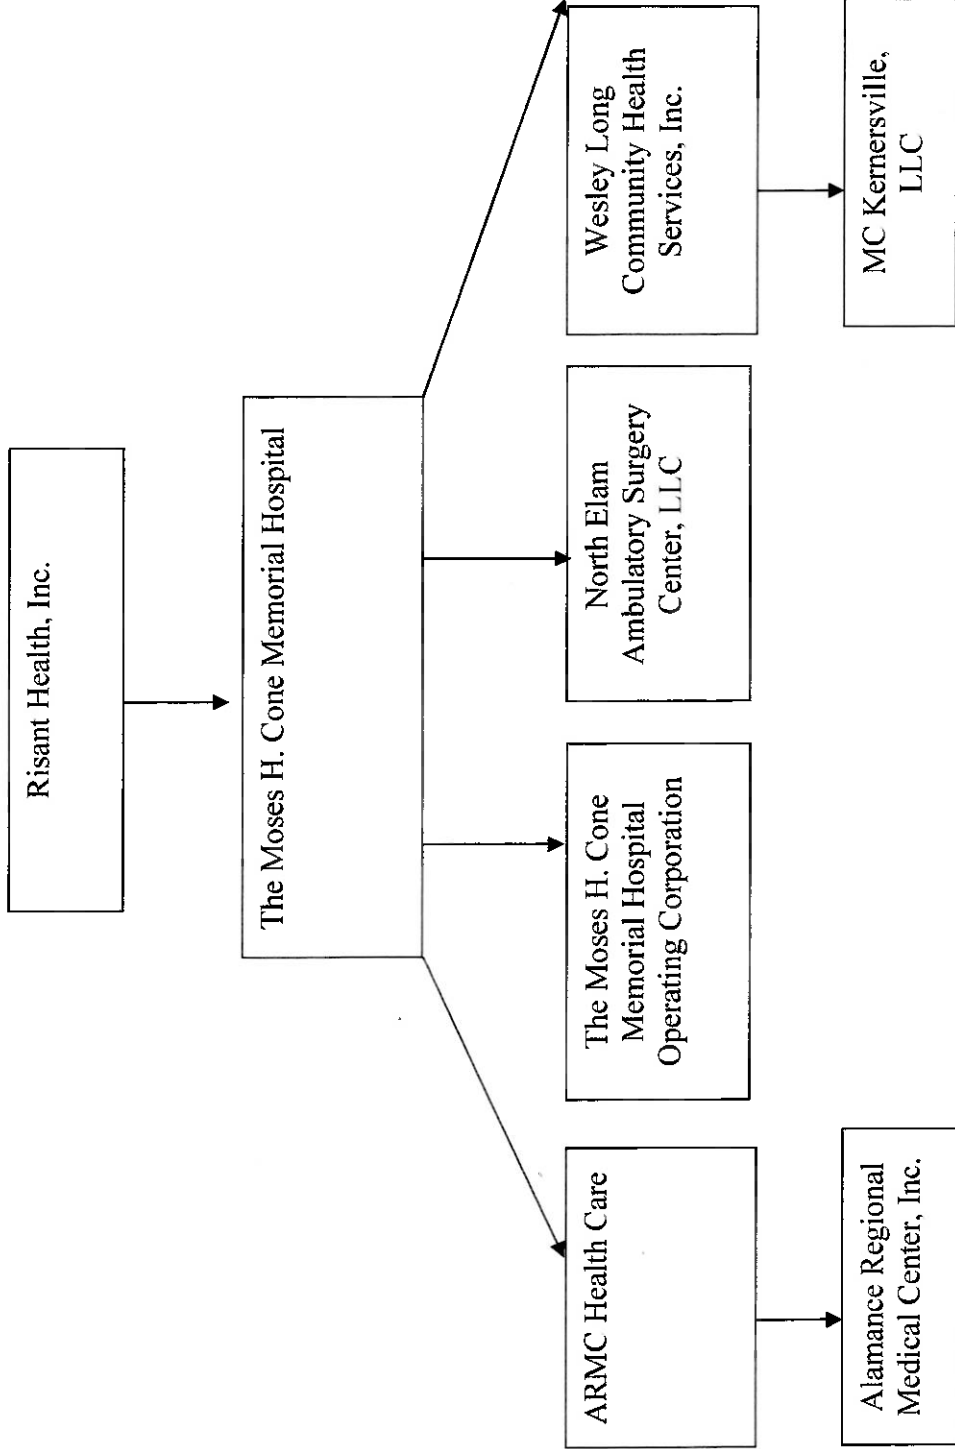 Risant Health, Inc.
The Moses H. Cone Memorial Hospital
ARMC Health Care
The Moses H. Cone
Memorial Hospital
Operating Corporation
North Elam
Ambulatory Surgery
Center, LLC
Wesley Long
Community Health
Services, Inc.
Alamance Regional
Medical Center, Inc.
MC Kernersville,
LLC